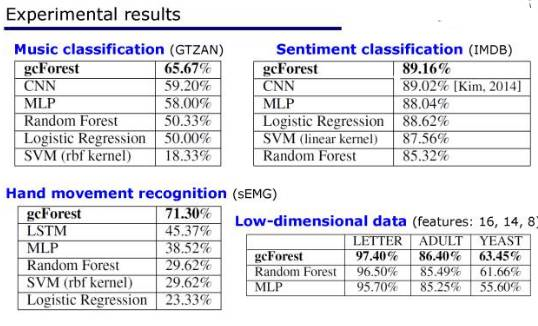 Experimental results
Music classification (GTZAN)
gcForest 65.67%
CNN 59.20%
MLP 58.00%
Random Forest 50.33%
Logistic Regression 50.00%
SVM (rbf kernel) 18.33%
Sentiment classification (IMDB)
gcForest 89.16%
CNN 89.02% [Kim, 2014]
MLP 88.04%
Logistic Regression 88.62%
SVM (linear kernel) 87.56%
Random Forest 85.32%
Hand movement recognition (sEMG)
gcForest 71.30%
LSTM 45.37%
MLP 38.52%
Random Forest 29.62%
SVM (rbf kernel) 29.62%
Logistic Regression 23.33%
Low-dimensional data (features: 16, 14, 8)
LETTER ADULT YEAST
gcForest 97.40% 86.40% 63.45%
Random Forest 96.50% 85.49% 61.66%
MLP 95.70% 85.25% 55.60%